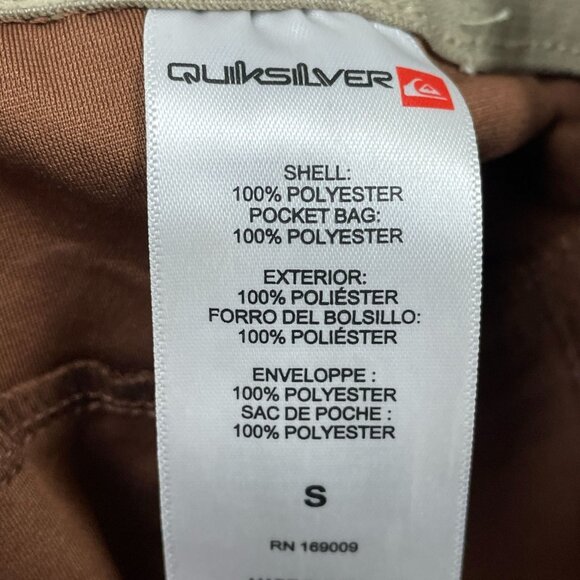 QUIKSILVER
SHELL:
100% POLYESTER
POCKET BAG:
100% POLYESTER
EXTERIOR:
100% POLIÉSTER
FORRO DEL BOLSILLO:
100% POLIÉSTER
ENVELOPPE :
100% POLYESTER
SAC DE POCHE :
100% POLYESTER
S
RN 169009